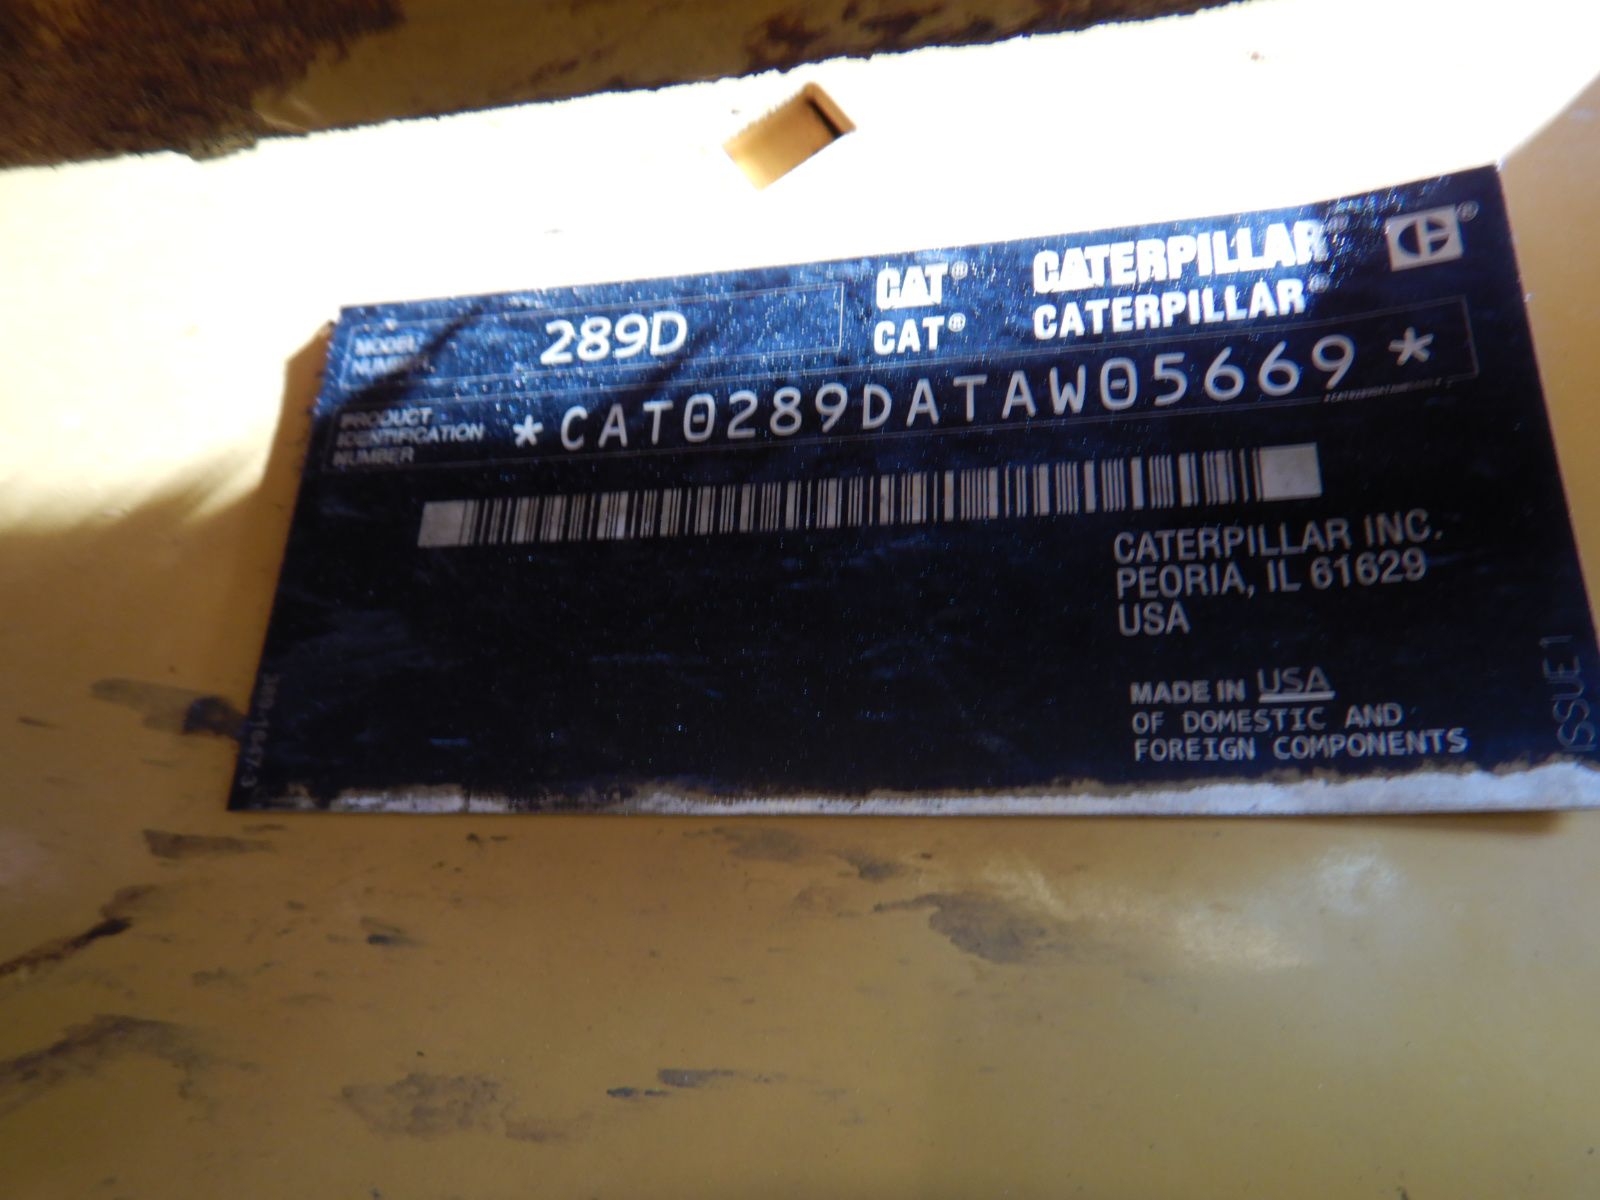 MODEL
NUMBER
289D
CAT® CATERPILLAR®
CAT® CATERPILLAR®
PRODUCT
IDENTIFICATION
NUMBER
*CAT0289DATAW05669*
CATERPILLAR INC.
PEORIA, IL 61629
USA
MADE IN USA
OF DOMESTIC AND
FOREIGN COMPONENTS
ISSUE1